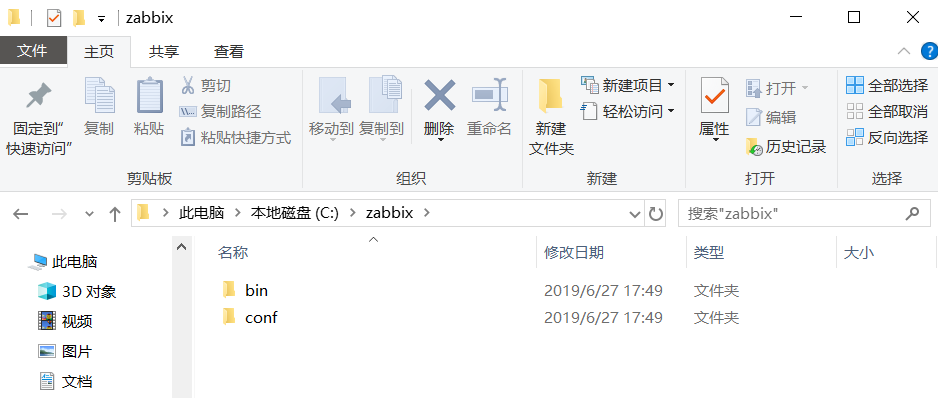 zabbix
文件 主页 共享 查看
固定到"快速访问"
复制
粘贴
剪切
复制路径
粘贴快捷方式
剪贴板
移动到
复制到
删除
重命名
组织
新建文件夹
新建项目
轻松访问
新建
属性
打开
编辑
历史记录
打开
全部选择
全部取消
反向选择
选择
此电脑 本地磁盘 (C:) zabbix
搜索"zabbix"
此电脑
3D 对象
视频
图片
文档
名称 修改日期 类型 大小
bin 2019/6/27 17:49 文件夹
conf 2019/6/27 17:49 文件夹